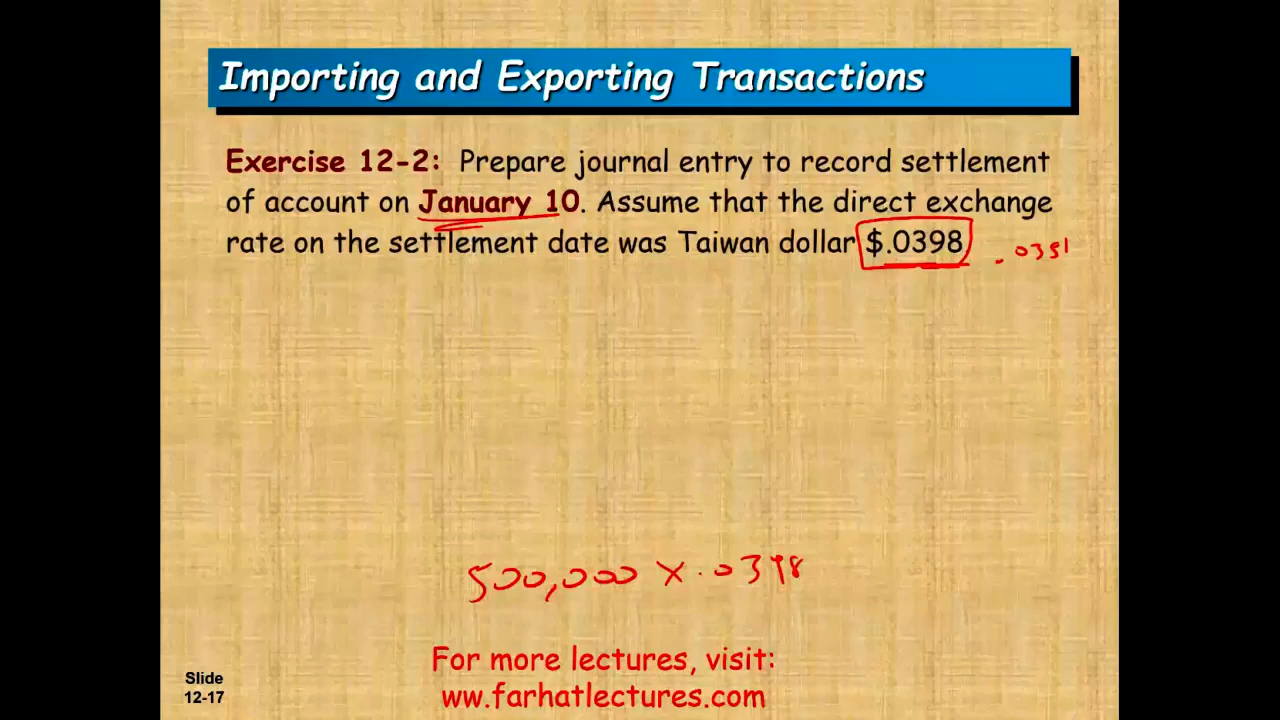 Importing and Exporting Transactions
Exercise 12-2: Prepare journal entry to record settlement
of account on January 10. Assume that the direct exchange
rate on the settlement date was Taiwan dollar $.0398 .0351
500,000 x .0398
For more lectures, visit:
www.farhatlectures.com
Slide
12-17